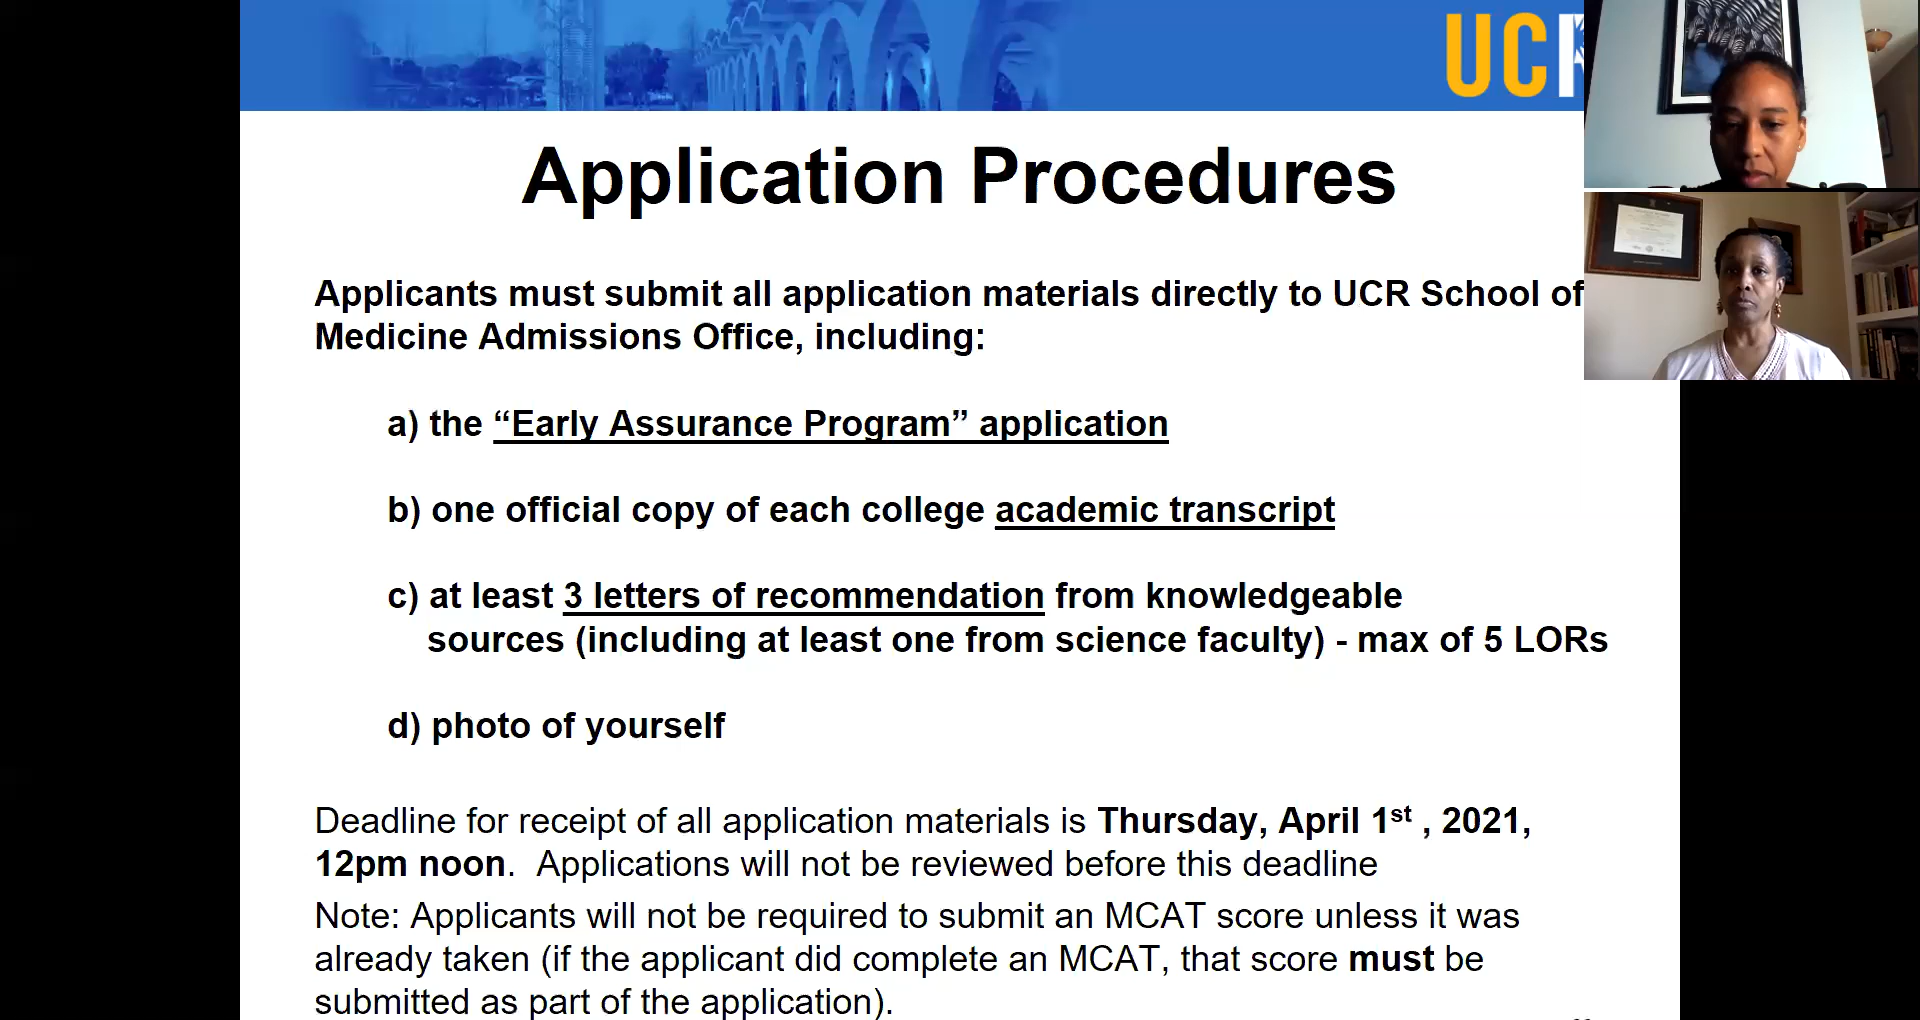 UCR
Application Procedures
Applicants must submit all application materials directly to UCR School of
Medicine Admissions Office, including:
a) the “Early Assurance Program” application
b) one official copy of each college academic transcript
c) at least 3 letters of recommendation from knowledgeable
sources (including at least one from science faculty) - max of 5 LORs
d) photo of yourself
Deadline for receipt of all application materials is Thursday, April 1st , 2021,
12pm noon. Applications will not be reviewed before this deadline
Note: Applicants will not be required to submit an MCAT score unless it was
already taken (if the applicant did complete an MCAT, that score must be
submitted as part of the application).